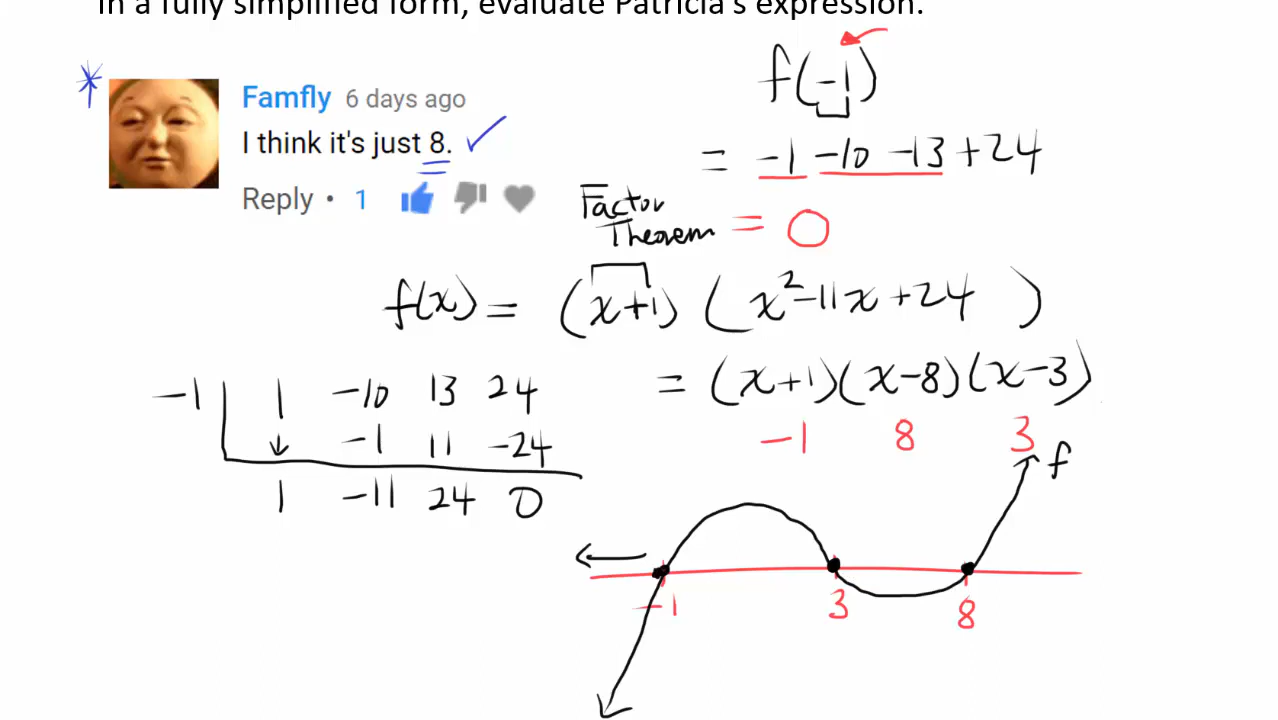 In a fully simplified form, evaluate Patricia's expression.
Famfly 6 days ago
I think it's just 8.
Reply • 1
f(-1)
= -1 -10 -13 +24
Factor
Theorem = 0
f(x) = (x+1)(x²-11x+24)
= (x+1)(x-8)(x-3)
-1 8 3
-1 1 -10 13 24
-1 11 -24
1 -11 24 0
f
-1 3 8